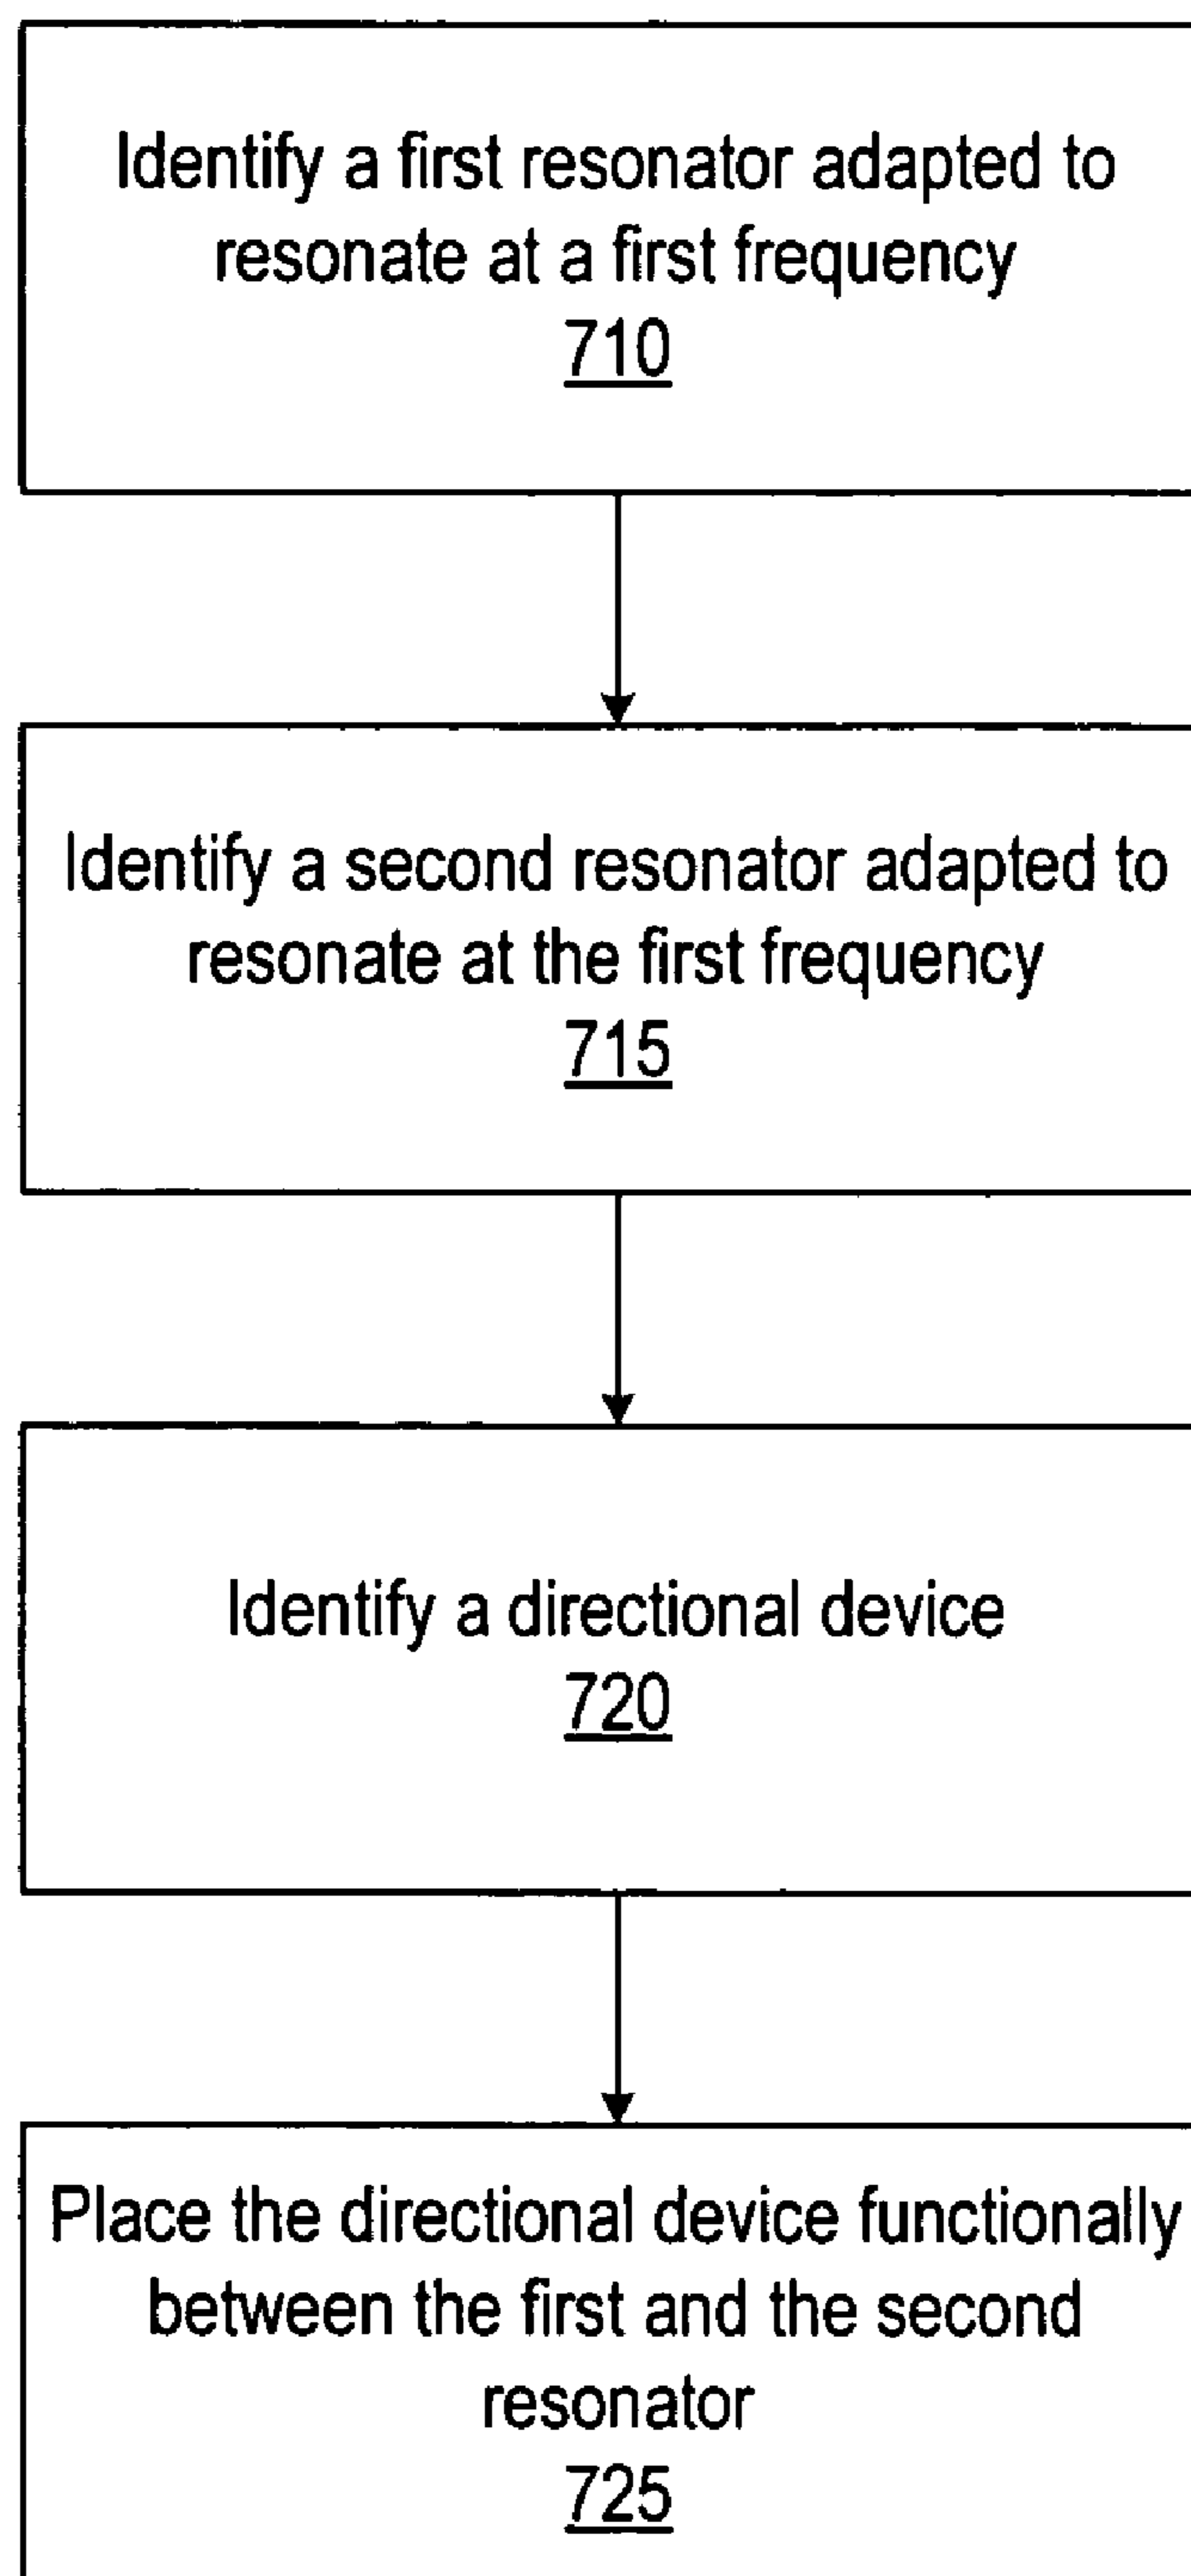 Identify a first resonator adapted to
resonate at a first frequency
710
Identify a second resonator adapted to
resonate at the first frequency
715
Identify a directional device
720
Place the directional device functionally
between the first and the second
resonator
725